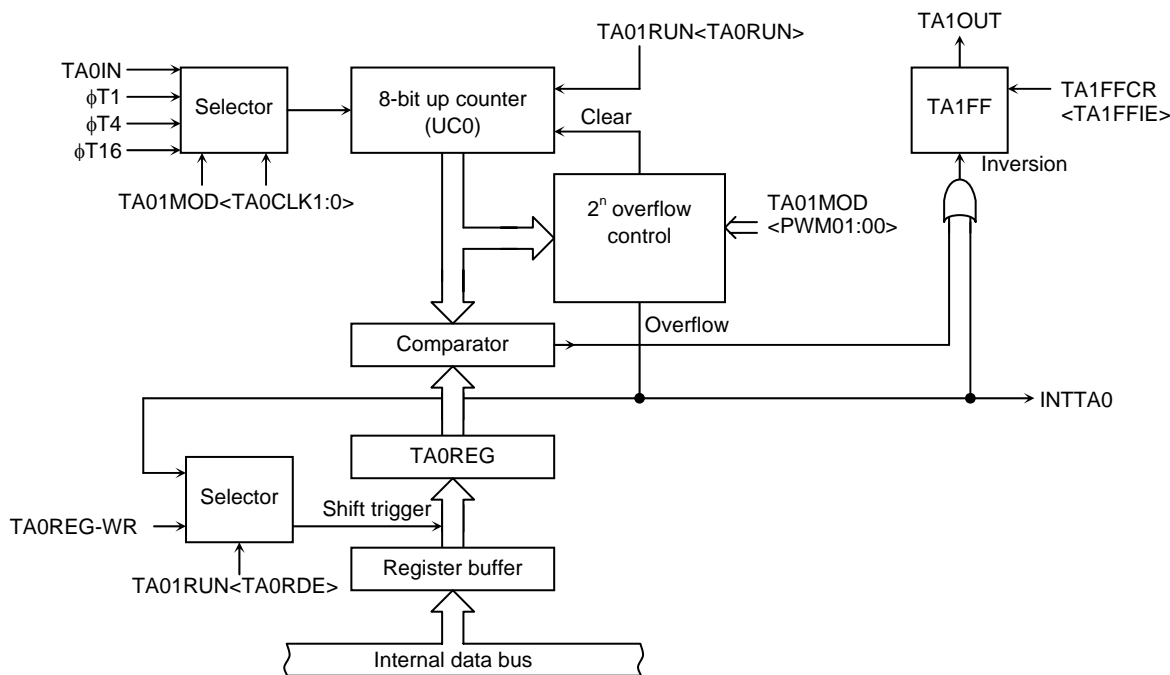 TA01RUN<TA0RUN>
TA1OUT
TA0IN
ϕT1
ϕT4
ϕT16
Selector
8-bit up counter
(UC0)
Clear
TA1FF
TA1FFCR
<TA1FFIE>
Inversion
TA01MOD<TA0CLK1:0>
2ⁿ overflow
control
TA01MOD
<PWM01:00>
Overflow
Comparator
INTTA0
TA0REG
Selector
Shift trigger
TA0REG-WR
TA01RUN<TA0RDE>
Register buffer
Internal data bus